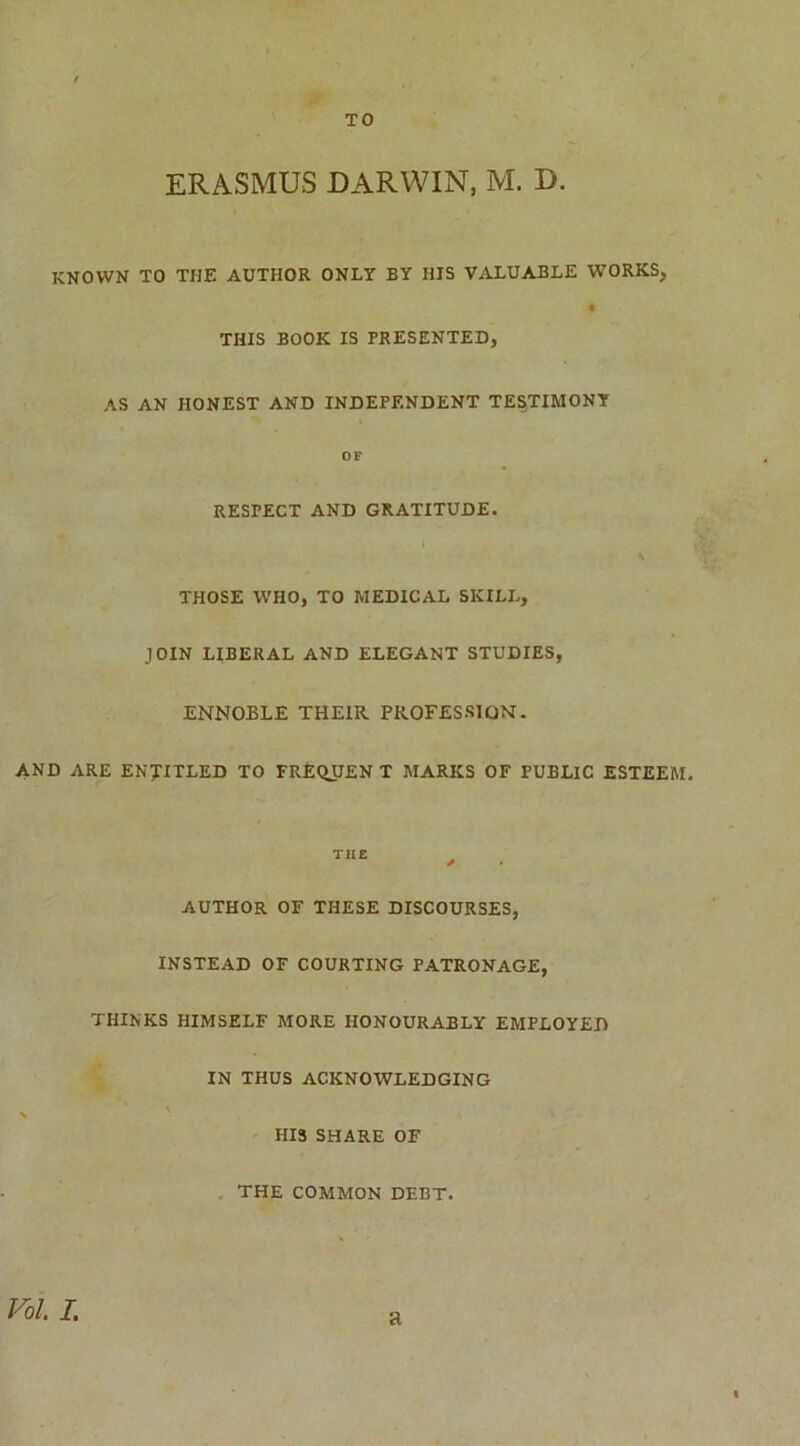 TO
ERASMUS DARWIN, M. D.
KNOWN TO THE AUTHOR ONLY BY HIS VALUABLE WORKS,
THIS BOOK IS PRESENTED,
AS AN HONEST AND INDEPENDENT TESTIMONY
OF
RESPECT AND GRATITUDE.
THOSE WHO, TO MEDICAL SKILL,
JOIN LIBERAL AND ELEGANT STUDIES,
ENNOBLE THEIR PROFESSION.
AND ARE ENTITLED TO FREQUENT MARKS OF PUBLIC ESTEEM.
THE
AUTHOR OF THESE DISCOURSES,
INSTEAD OF COURTING PATRONAGE,
THINKS HIMSELF MORE HONOURABLY EMPLOYED
IN THUS ACKNOWLEDGING
HIS SHARE OF
THE COMMON DEBT.
Vol. I. a